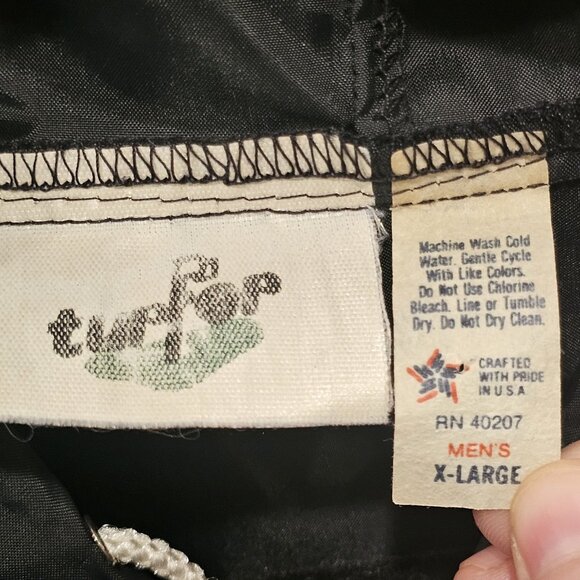 turfer
Machine Wash Cold
Water. Gentle Cycle
With Like Colors.
Do Not Use Chlorine
Bleach. Line or Tumble
Dry. Do Not Dry Clean.
CRAFTED
WITH PRIDE
IN U.S.A
RN 40207
MEN'S
X-LARGE